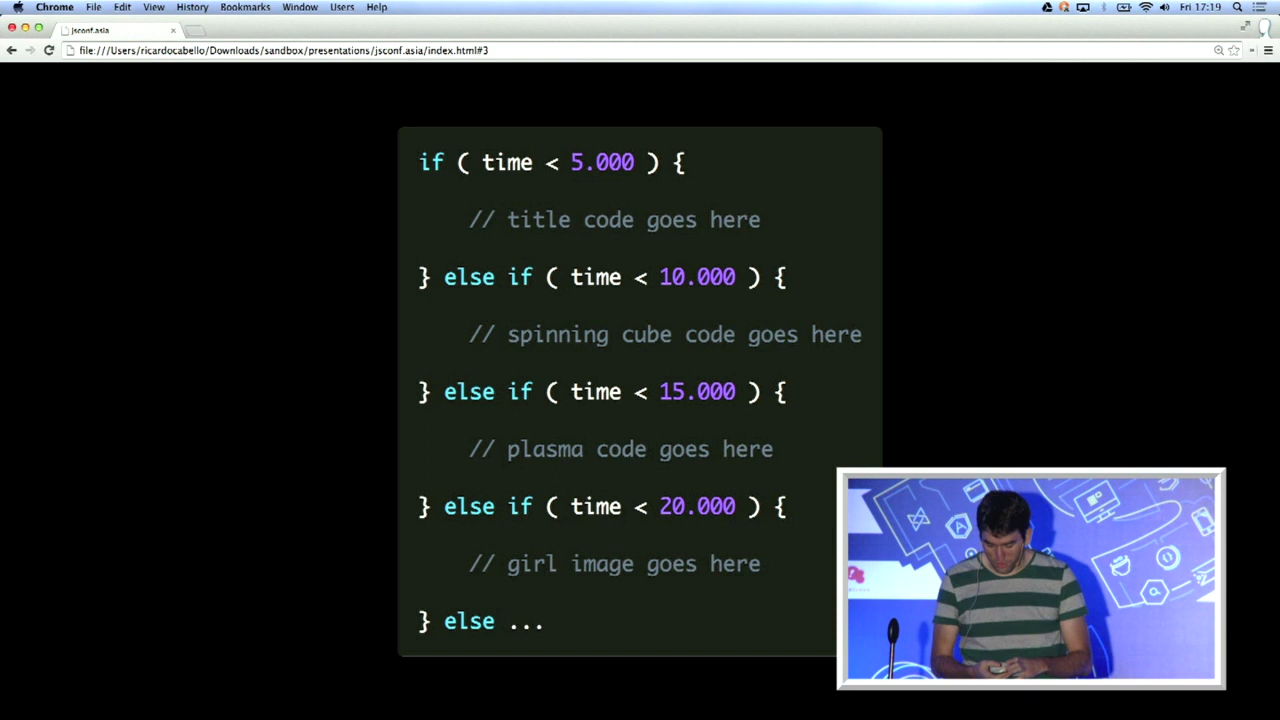 Chrome File Edit View History Bookmarks Window Users Help Fri 17:19
jsconf.asia
file:///Users/ricardocabello/Downloads/sandbox/presentations/jsconf.asia/index.html#3
if ( time < 5.000 ) {
// title code goes here
} else if ( time < 10.000 ) {
// spinning cube code goes here
} else if ( time < 15.000 ) {
// plasma code goes here
} else if ( time < 20.000 ) {
// girl image goes here
} else ...